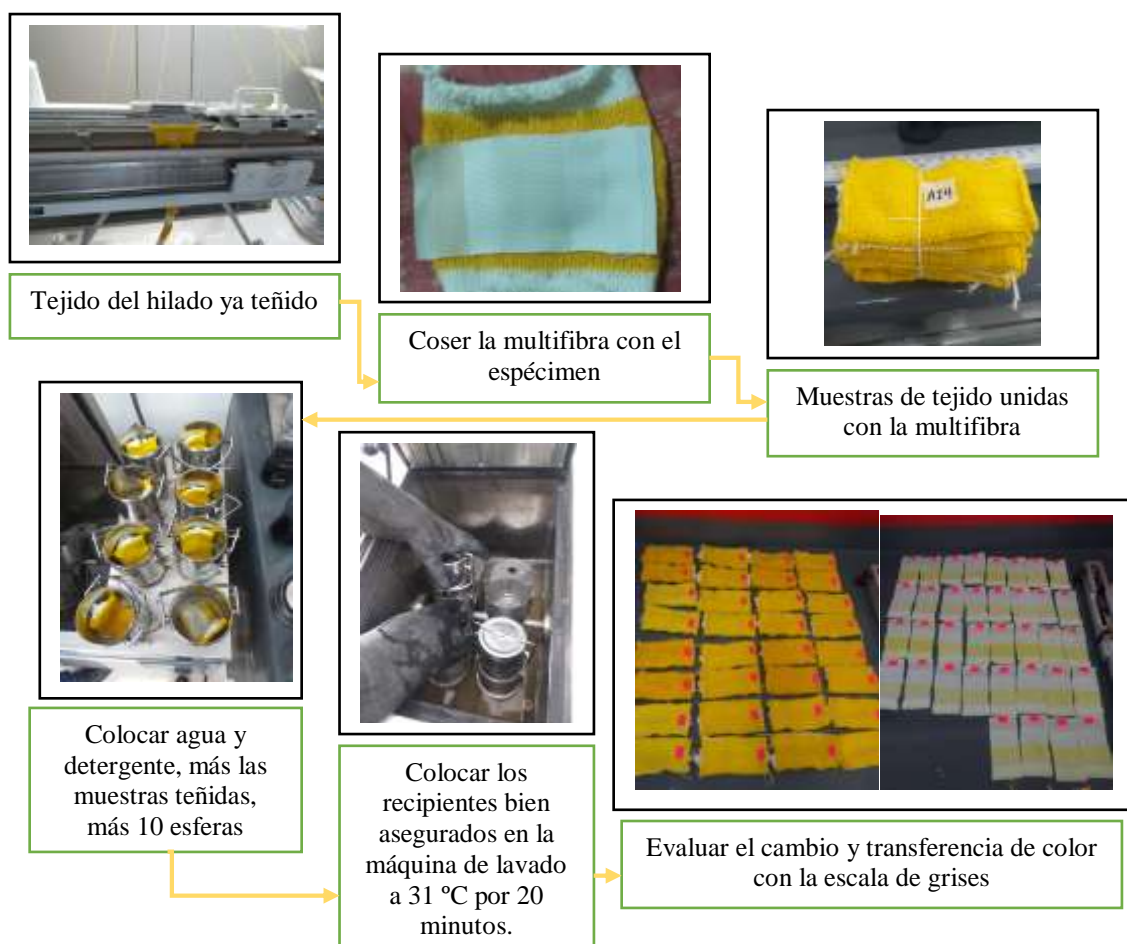 Tejido del hilado ya teñido
Coser la multifibra con el
espécimen
A14
Muestras de tejido unidas
con la multifibra
Colocar agua y
detergente, más las
muestras teñidas,
más 10 esferas
Colocar los
recipientes bien
asegurados en la
máquina de lavado
a 31 ºC por 20
minutos.
Evaluar el cambio y transferencia de color
con la escala de grises